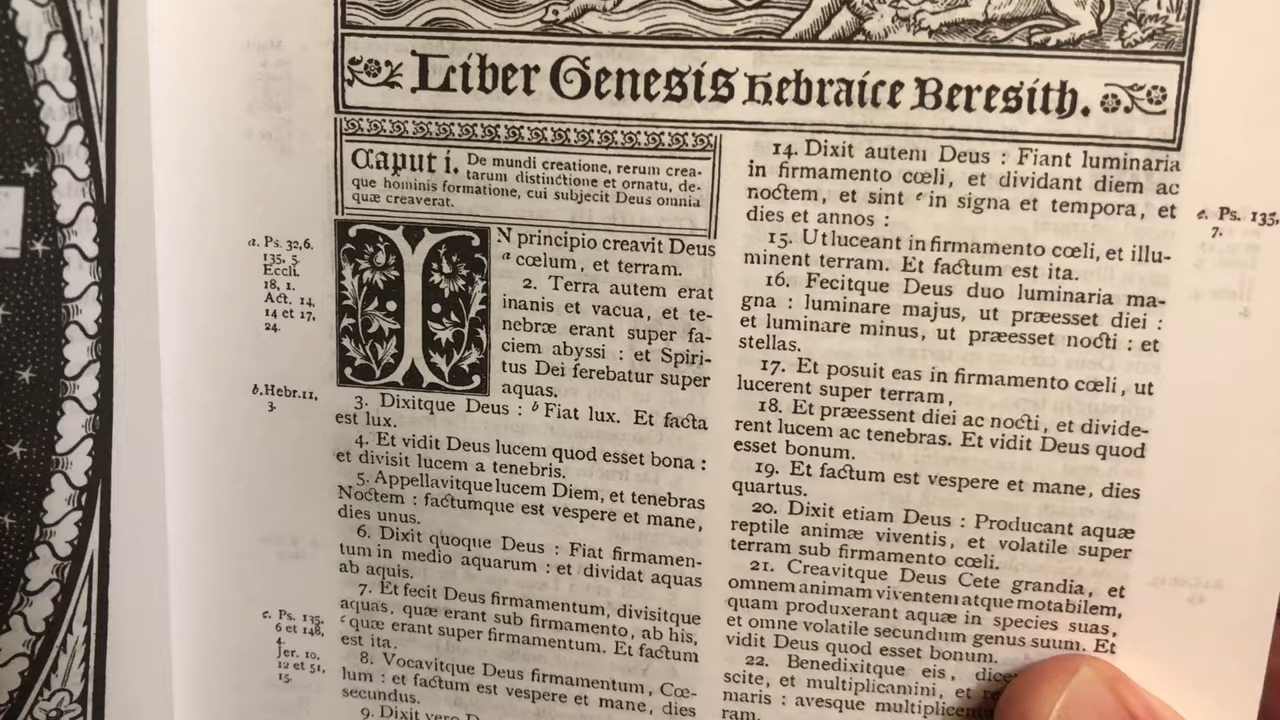 Liber Genesis hebraice Beresith.
Caput i. De mundi creatione, rerum crea-
tarum distinctione et ornatu, de-
que hominis formatione, cui subjecit Deus omnia
quæ creaverat.
a. Ps. 32,6.
135, 5.
Eccli.
18, 1.
Act. 14,
14 et 17,
24.
IN principio creavit Deus
a cœlum, et terram.
2. Terra autem erat
inanis et vacua, et te-
nebræ erant super fa-
ciem abyssi : et Spiri-
tus Dei ferebatur super
aquas.
b. Hebr. 11,
3.
3. Dixitque Deus : b Fiat lux. Et facta
est lux.
4. Et vidit Deus lucem quod esset bona :
et divisit lucem a tenebris.
5. Appellavitque lucem Diem, et tenebras
Noctem : factumque est vespere et mane,
dies unus.
6. Dixit quoque Deus : Fiat firmamen-
tum in medio aquarum : et dividat aquas
ab aquis.
c. Ps. 135,
6 et 148,
4.
Jer. 10,
12 et 51,
15.
7. Et fecit Deus firmamentum, divisitque
aquas, quæ erant sub firmamento, ab his,
c quæ erant super firmamentum. Et factum
est ita.
8. Vocavitque Deus firmamentum, Cœ-
lum : et factum est vespere et mane, dies
secundus.
9. Dixit vero D
14. Dixit autem Deus : Fiant luminaria
in firmamento cœli, et dividant diem ac
noctem, et sint e in signa et tempora, et
dies et annos :
e. Ps. 135,
7.
15. Ut luceant in firmamento cœli, et illu-
minent terram. Et factum est ita.
16. Fecitque Deus duo luminaria ma-
gna : luminare majus, ut præesset diei :
et luminare minus, ut præesset nocti : et
stellas.
17. Et posuit eas in firmamento cœli, ut
lucerent super terram,
18. Et præessent diei ac nocti, et divide-
rent lucem ac tenebras. Et vidit Deus quod
esset bonum.
19. Et factum est vespere et mane, dies
quartus.
20. Dixit etiam Deus : Producant aquæ
reptile animæ viventis, et volatile super
terram sub firmamento cœli.
21. Creavitque Deus Cete grandia, et
omnem animam viventem atque motabilem,
quam produxerant aquæ in species suas,
et omne volatile secundum genus suum. Et
vidit Deus quod esset bonum.
22. Benedixitque eis, dice
scite, et multiplicamini, et re
maris : avesque multiplicent
ram.